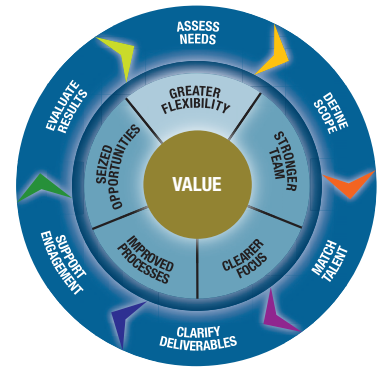 ASSESS
NEEDS
DEFINE
SCOPE
MATCH
TALENT
CLARIFY
DELIVERABLES
SUPPORT
ENGAGEMENT
EVALUATE
RESULTS
GREATER
FLEXIBILITY
STRONGER
TEAM
CLEARER
FOCUS
IMPROVED
PROCESSES
SEIZED
OPPORTUNITIES
VALUE